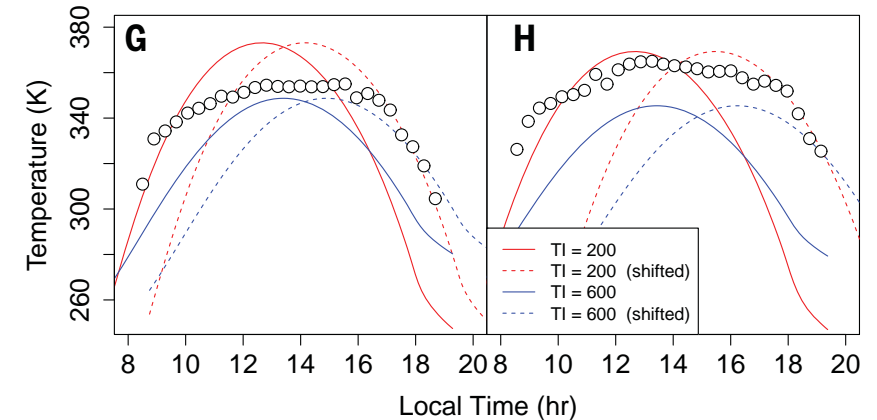 G
H
Temperature (K)
380
340
300
260
TI = 200
TI = 200 (shifted)
TI = 600
TI = 600 (shifted)
8 10 12 14 16 18 20 8 10 12 14 16 18 20
Local Time (hr)